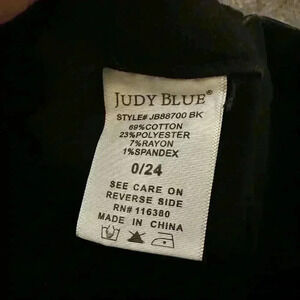 JUDY BLUE®
STYLE# JB88700 BK
69%COTTON
23%POLYESTER
7%RAYON
1%SPANDEX
0/24
SEE CARE ON
REVERSE SIDE
RN# 116380
MADE IN CHINA